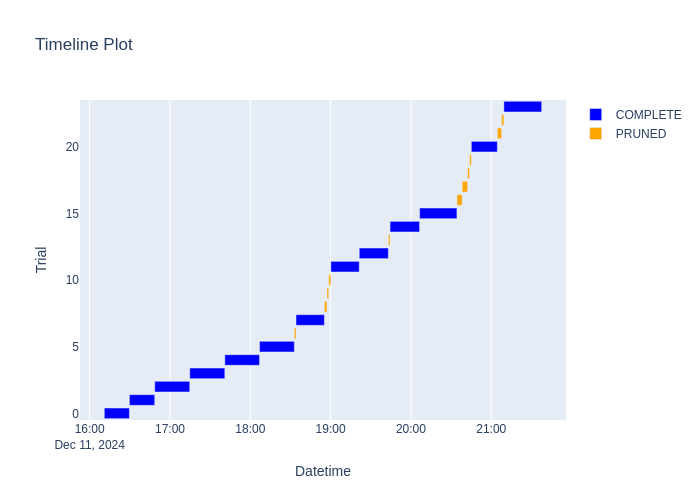 Timeline Plot
COMPLETE
PRUNED
20
15
10
5
0
Trial
16:00 17:00 18:00 19:00 20:00 21:00
Dec 11, 2024
Datetime